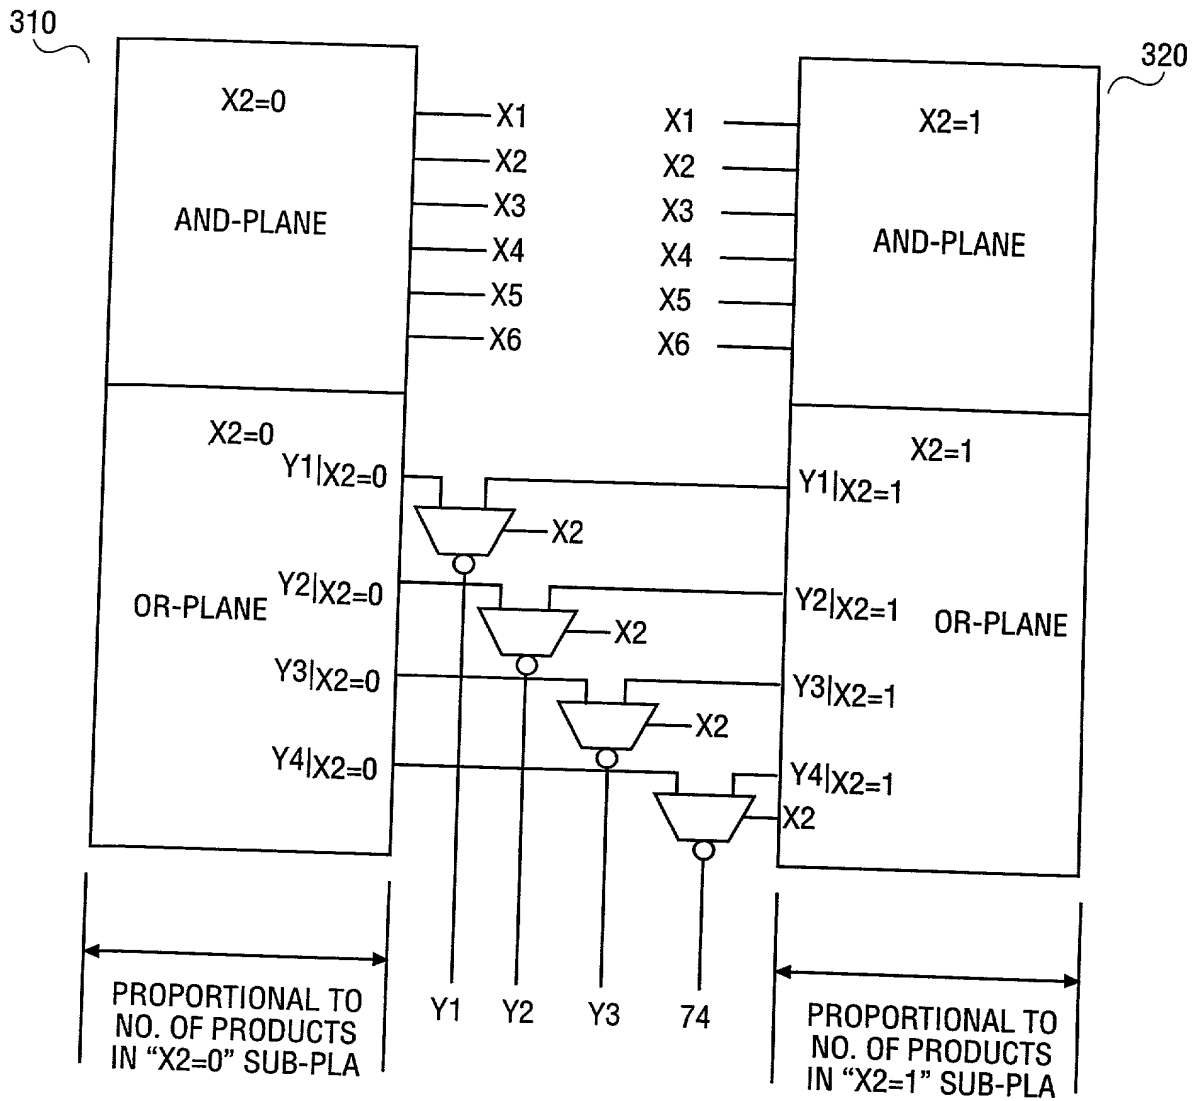 310
320
X2=0
X2=1
X1
X1
X2
X2
X3
X3
AND-PLANE
AND-PLANE
X4
X4
X5
X5
X6
X6
X2=0
X2=1
Y1|X2=0
Y1|X2=1
X2
Y2|X2=0
Y2|X2=1
OR-PLANE
OR-PLANE
X2
Y3|X2=0
Y3|X2=1
X2
Y4|X2=0
Y4|X2=1
X2
Y1
Y2
Y3
74
PROPORTIONAL TO
NO. OF PRODUCTS
IN “X2=0” SUB-PLA
PROPORTIONAL TO
NO. OF PRODUCTS
IN “X2=1” SUB-PLA